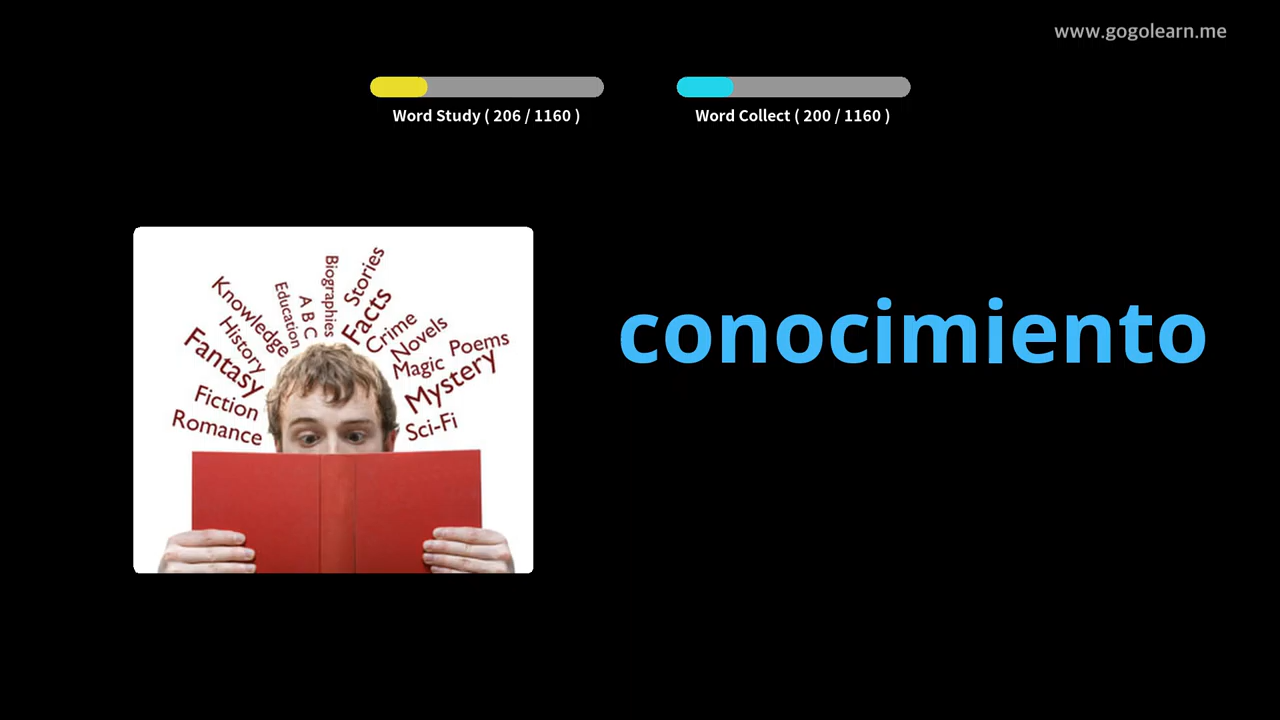 www.gogolearn.me
Word Study ( 206 / 1160 )
Word Collect ( 200 / 1160 )
conocimiento
Romance
Fiction
Fantasy
History
Knowledge
Education
A B C
Biographies
Stories
Facts
Crime
Novels
Magic
Poems
Mystery
Sci-Fi